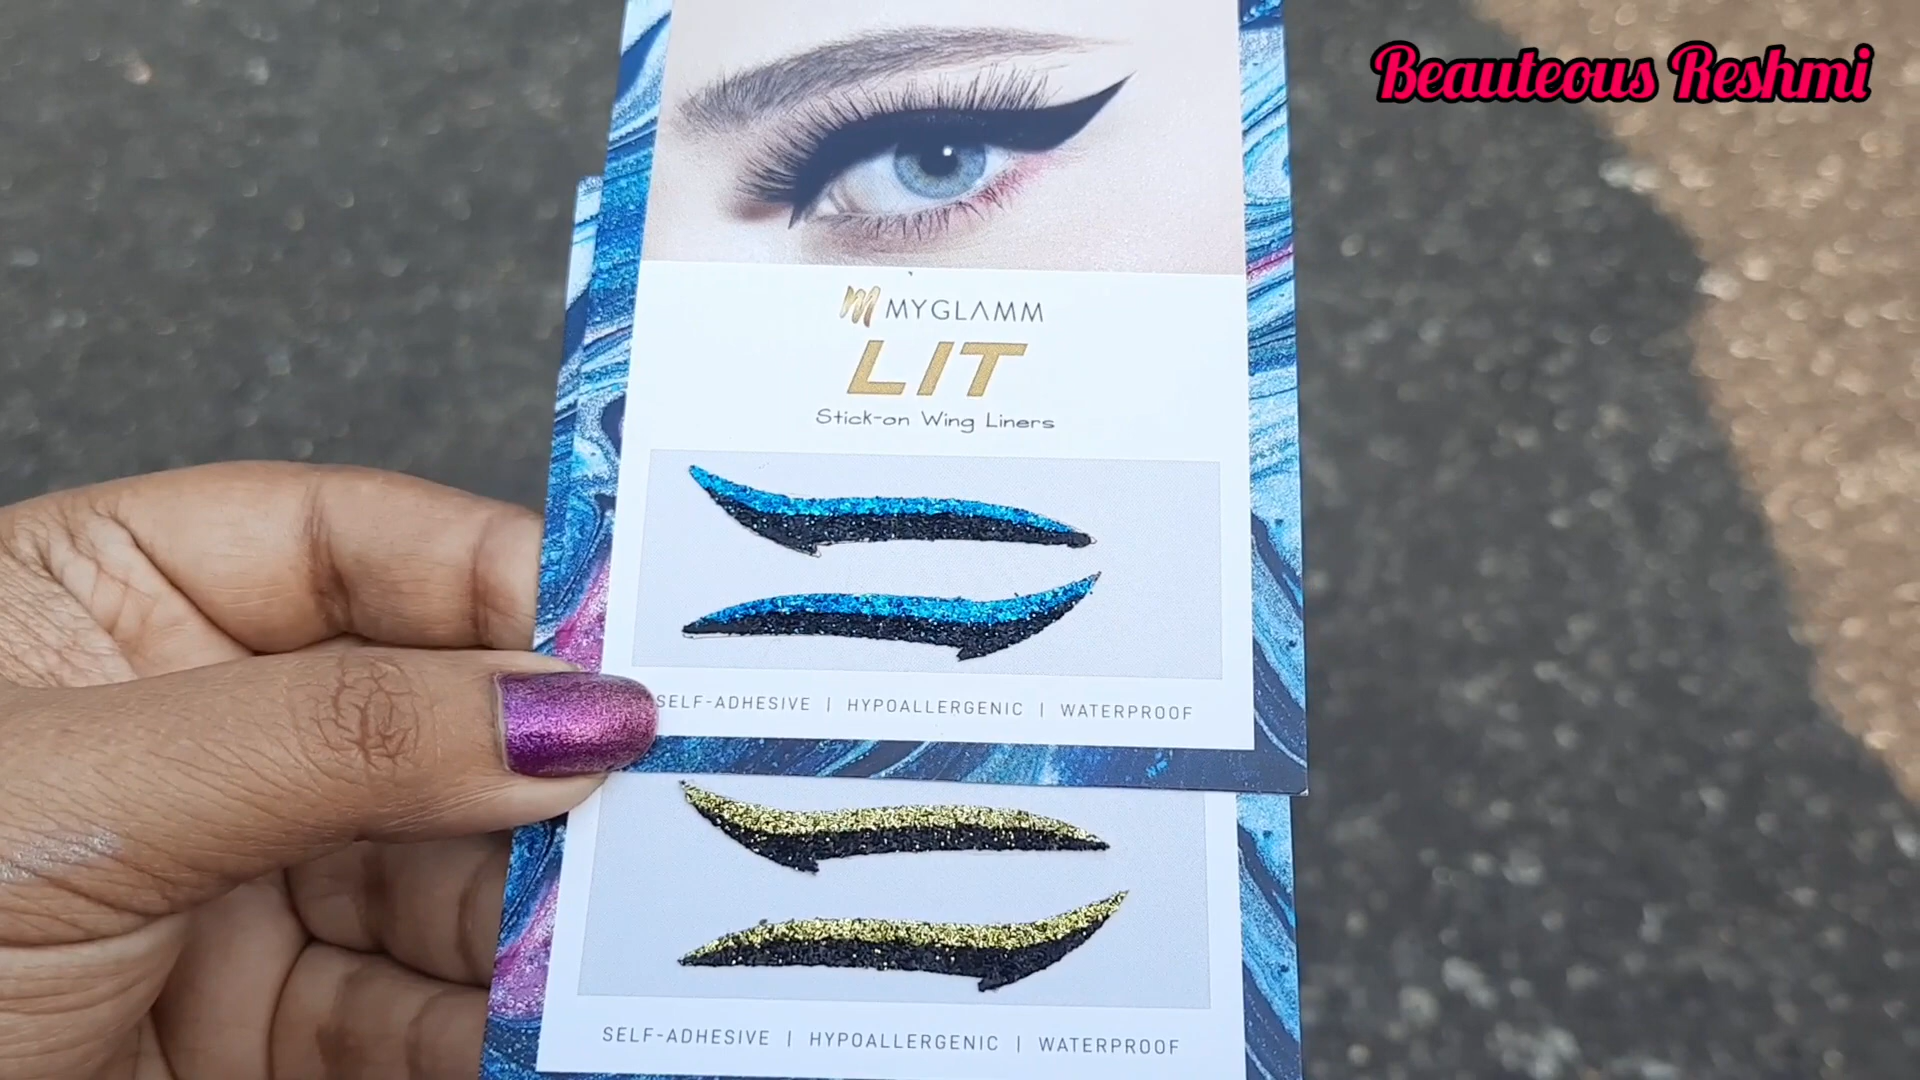 Beauteous Reshmi
MYGLAMM
LIT
Stick-on Wing Liners
SELF-ADHESIVE | HYPOALLERGENIC | WATERPROOF
SELF-ADHESIVE | HYPOALLERGENIC | WATERPROOF